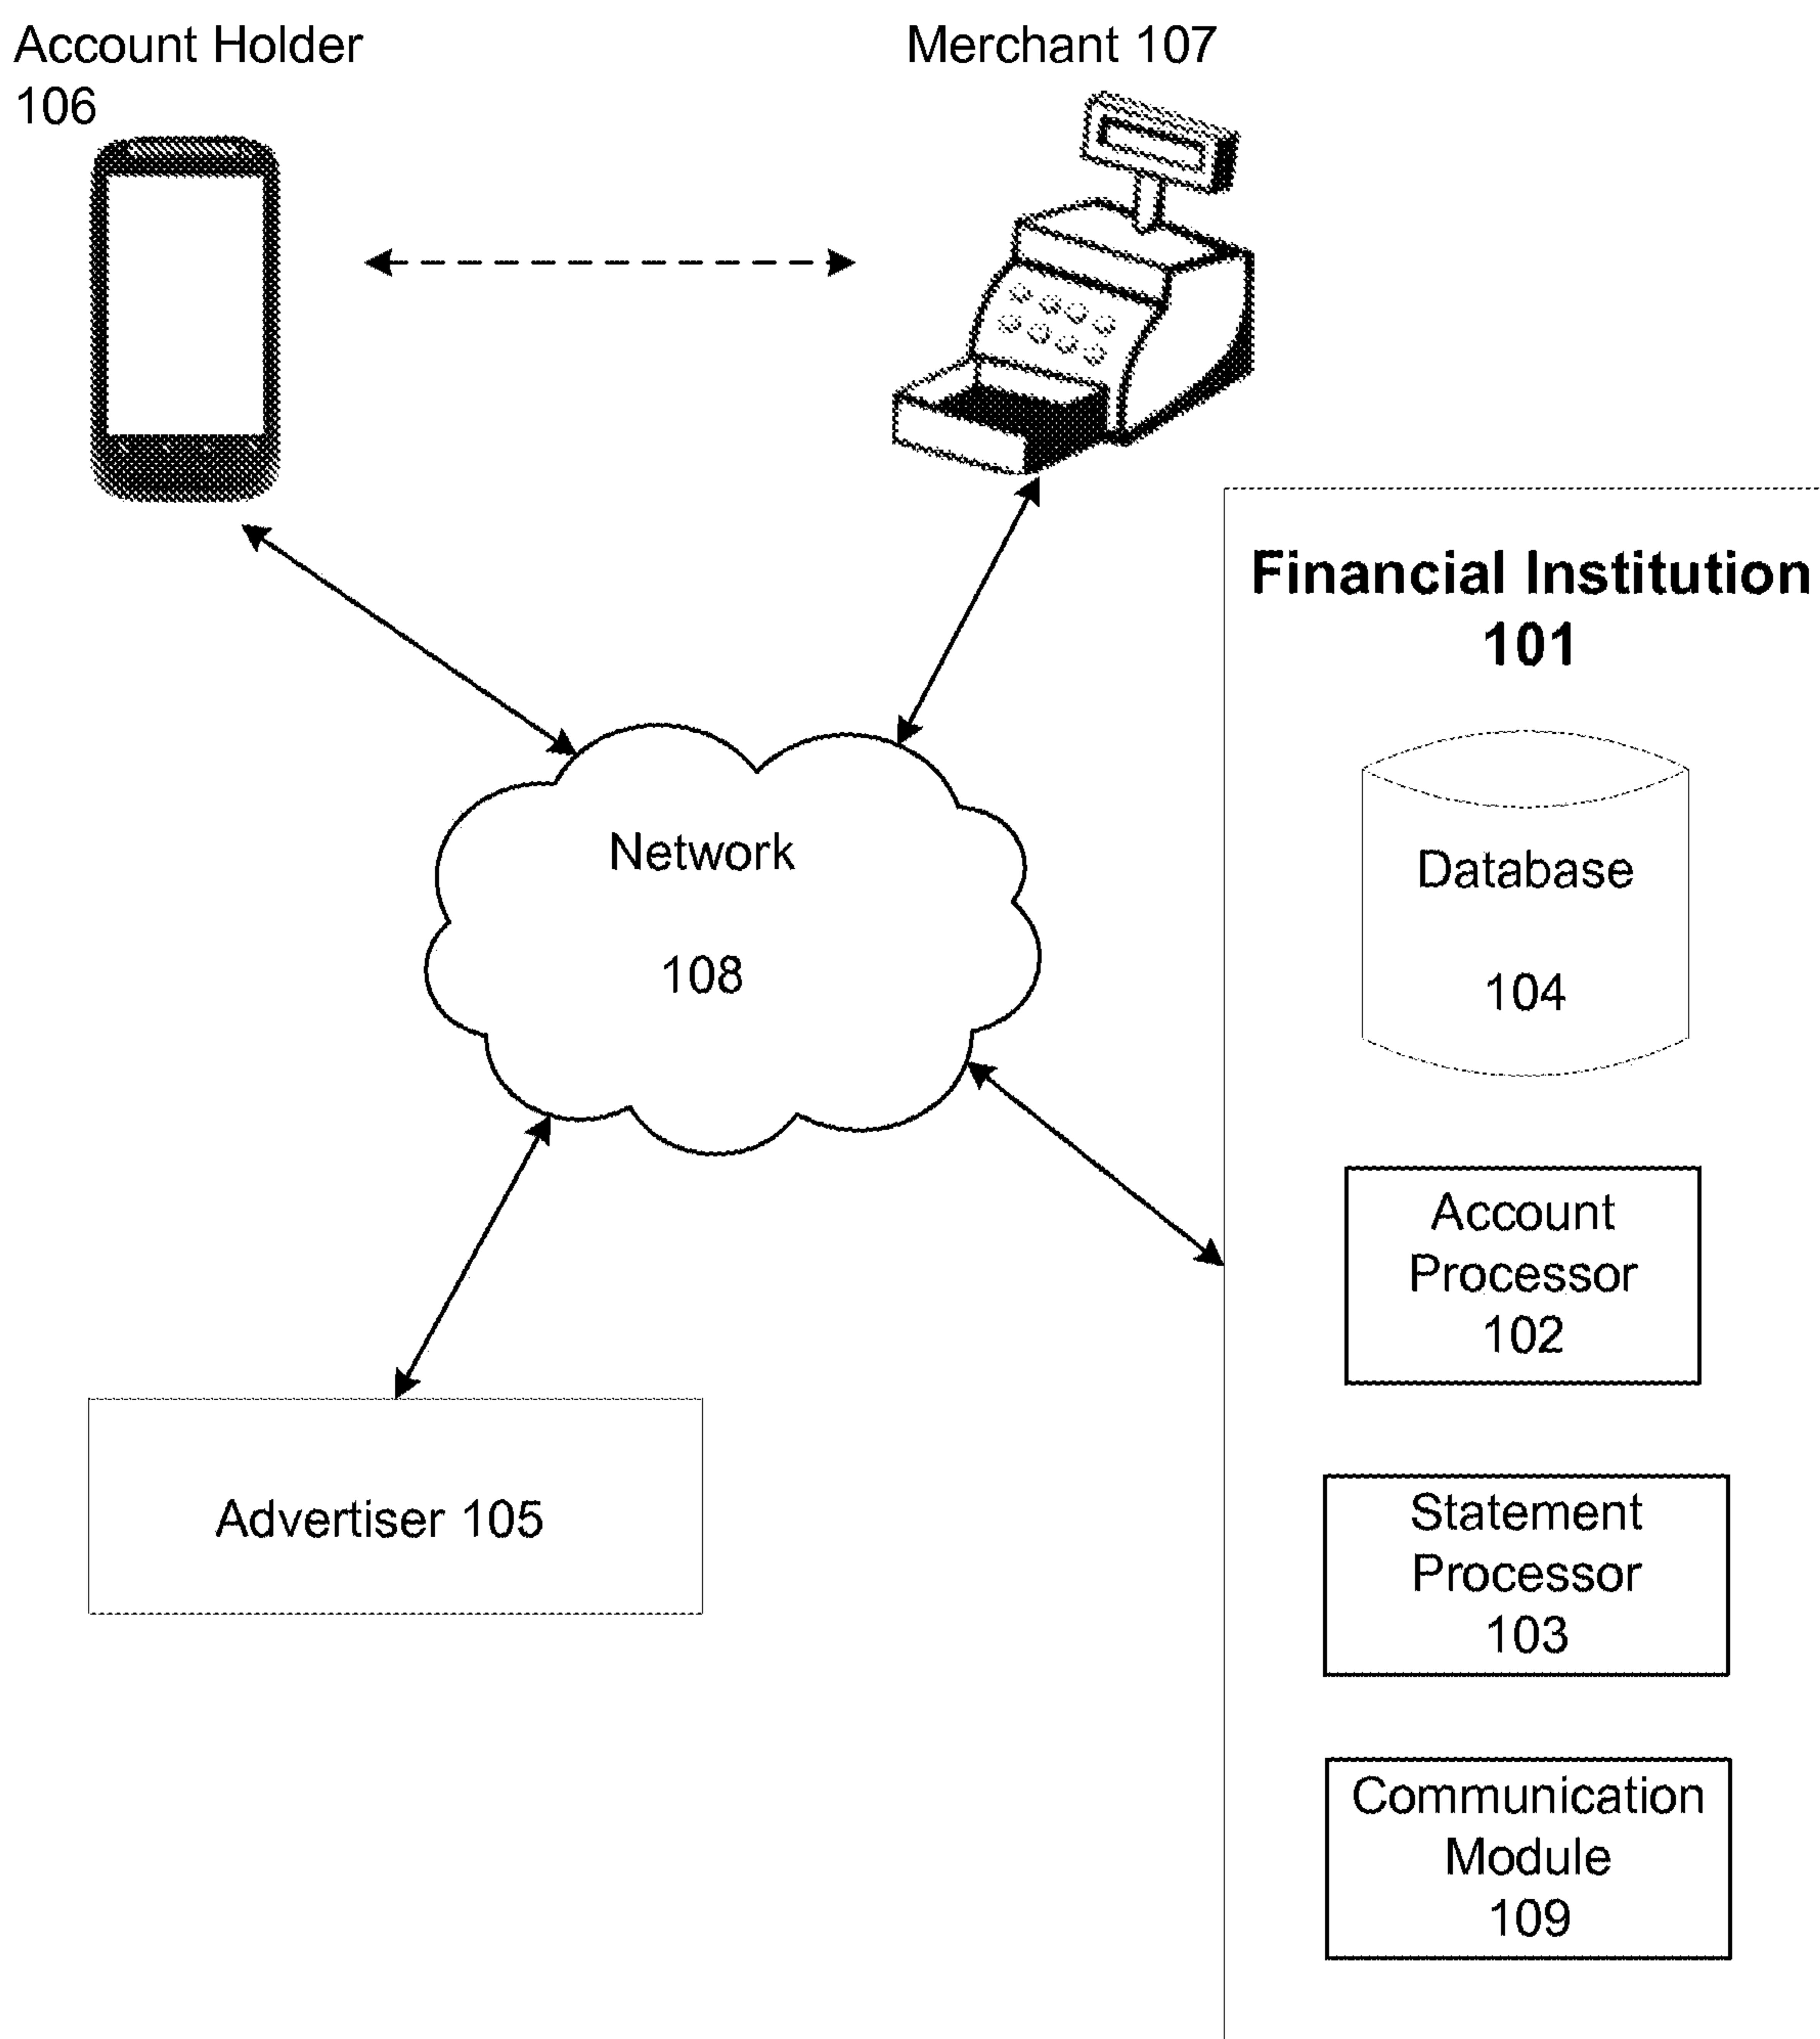 Account Holder
106
Merchant 107
Financial Institution
101
Network
108
Database
104
Account
Processor
102
Advertiser 105
Statement
Processor
103
Communication
Module
109